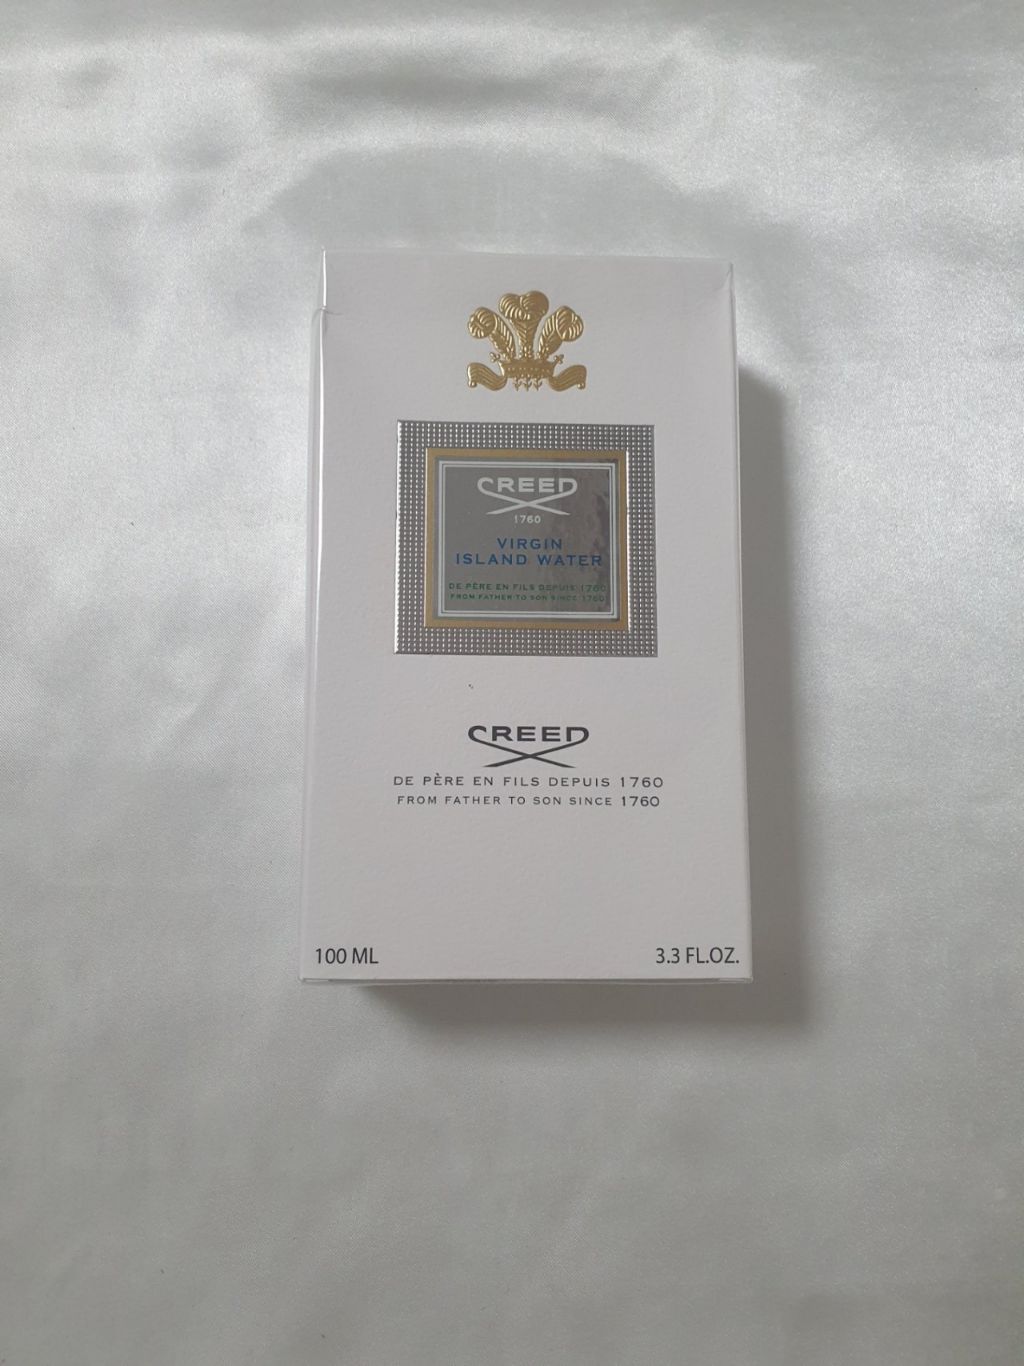 CREED
1760
VIRGIN
ISLAND WATER
DE PÈRE EN FILS DEPUIS 1760
FROM FATHER TO SON SINCE 1760
CREED
DE PÈRE EN FILS DEPUIS 1760
FROM FATHER TO SON SINCE 1760
100 ML 3.3 FL.OZ.